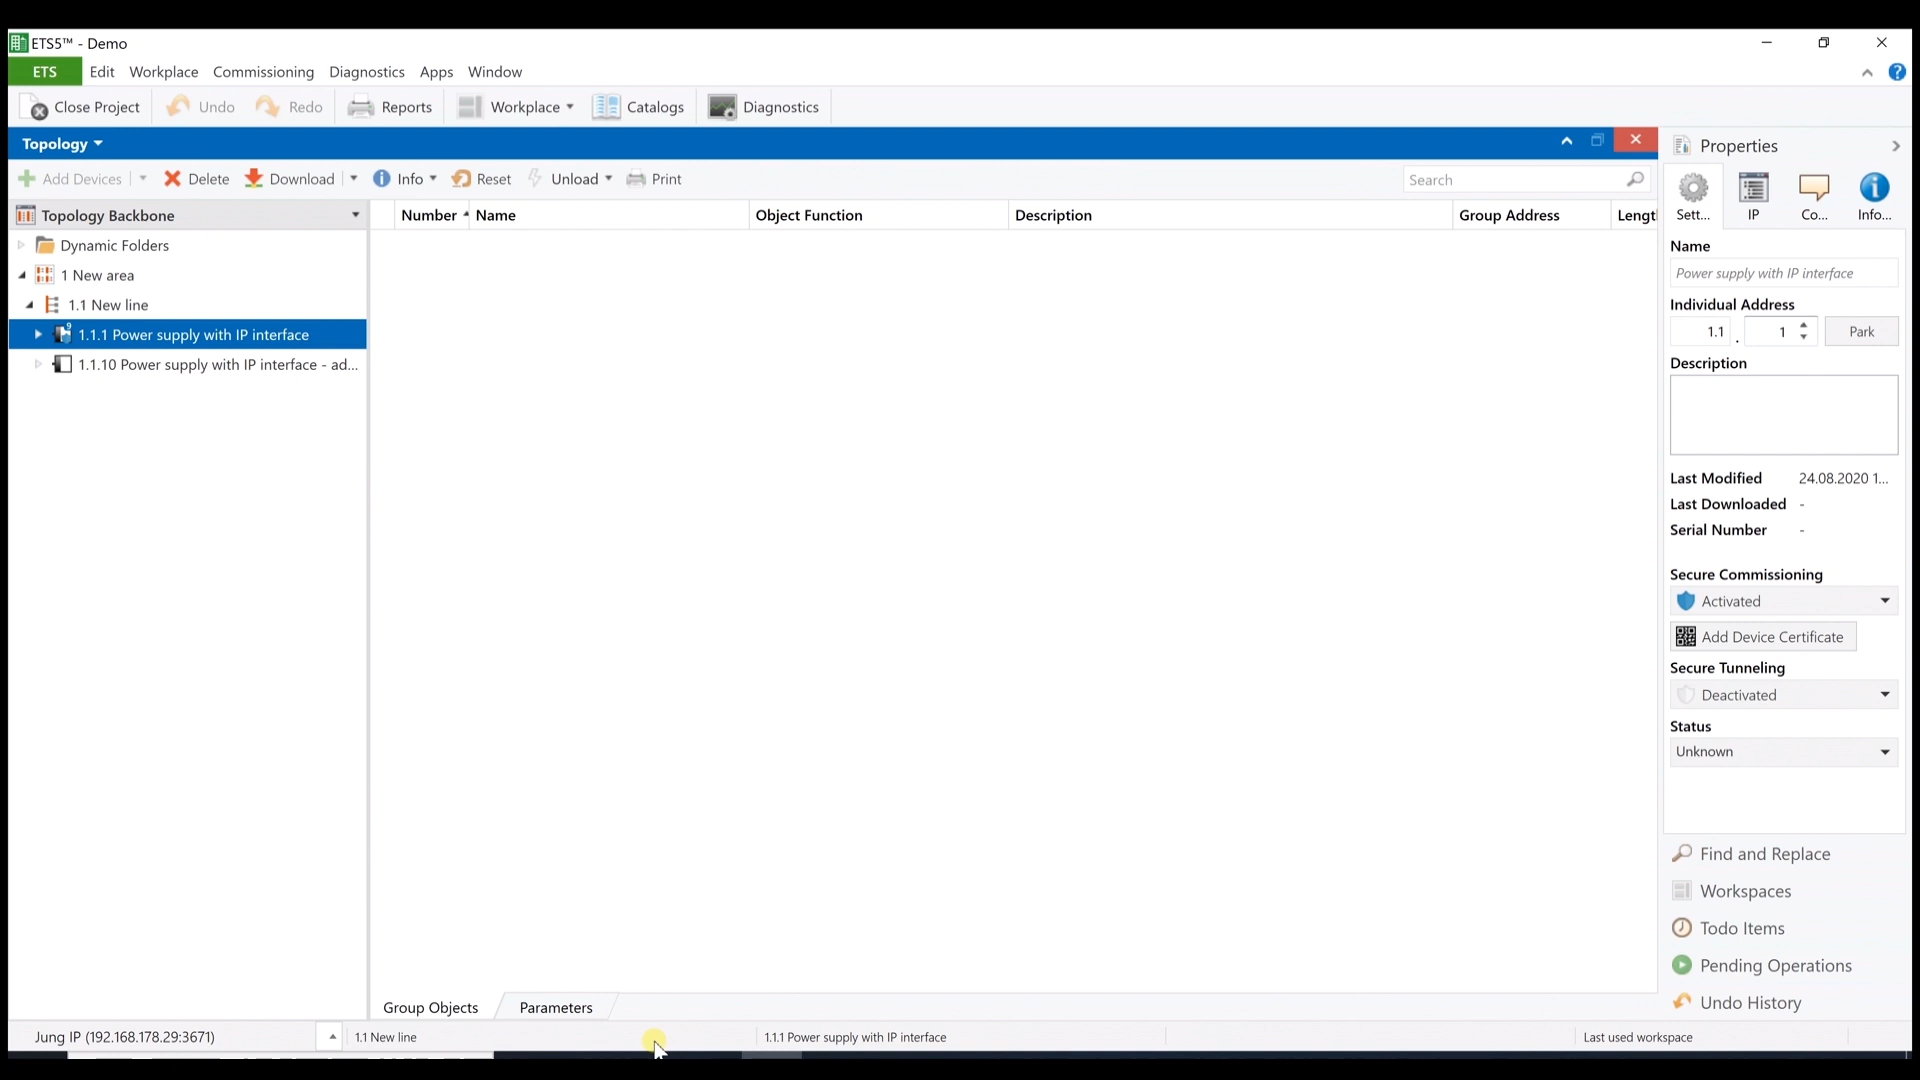 ETS5™ - Demo
ETS Edit Workplace Commissioning Diagnostics Apps Window
Close Project Undo Redo Reports Workplace Catalogs Diagnostics
Topology
Add Devices Delete Download Info Reset Unload Print Search
Topology Backbone
Number Name Object Function Description Group Address Lengt
Dynamic Folders
1 New area
1.1 New line
1.1.1 Power supply with IP interface
1.1.10 Power supply with IP interface - ad...
Properties
Sett... IP Co... Info...
Name
Power supply with IP interface
Individual Address
1.1 . 1 Park
Description
Last Modified 24.08.2020 1...
Last Downloaded -
Serial Number -
Secure Commissioning
Activated
Add Device Certificate
Secure Tunneling
Deactivated
Status
Unknown
Find and Replace
Workspaces
Todo Items
Pending Operations
Undo History
Group Objects Parameters
Jung IP (192.168.178.29:3671) 1.1 New line 1.1.1 Power supply with IP interface Last used workspace